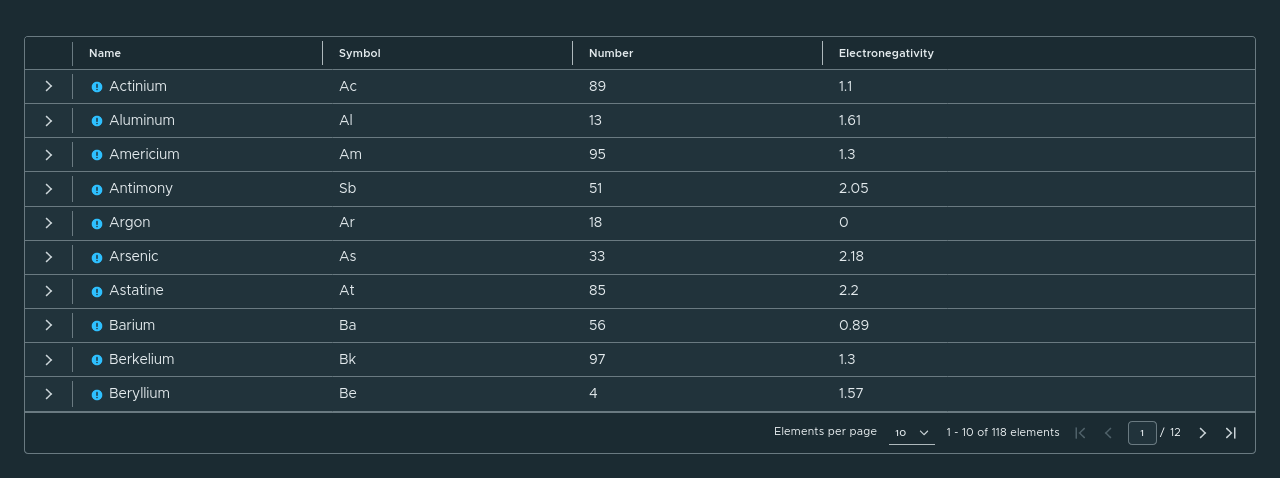 Name Symbol Number Electronegativity
Actinium Ac 89 1.1
Aluminum Al 13 1.61
Americium Am 95 1.3
Antimony Sb 51 2.05
Argon Ar 18 0
Arsenic As 33 2.18
Astatine At 85 2.2
Barium Ba 56 0.89
Berkelium Bk 97 1.3
Beryllium Be 4 1.57
Elements per page 10 1 - 10 of 118 elements 1 / 12